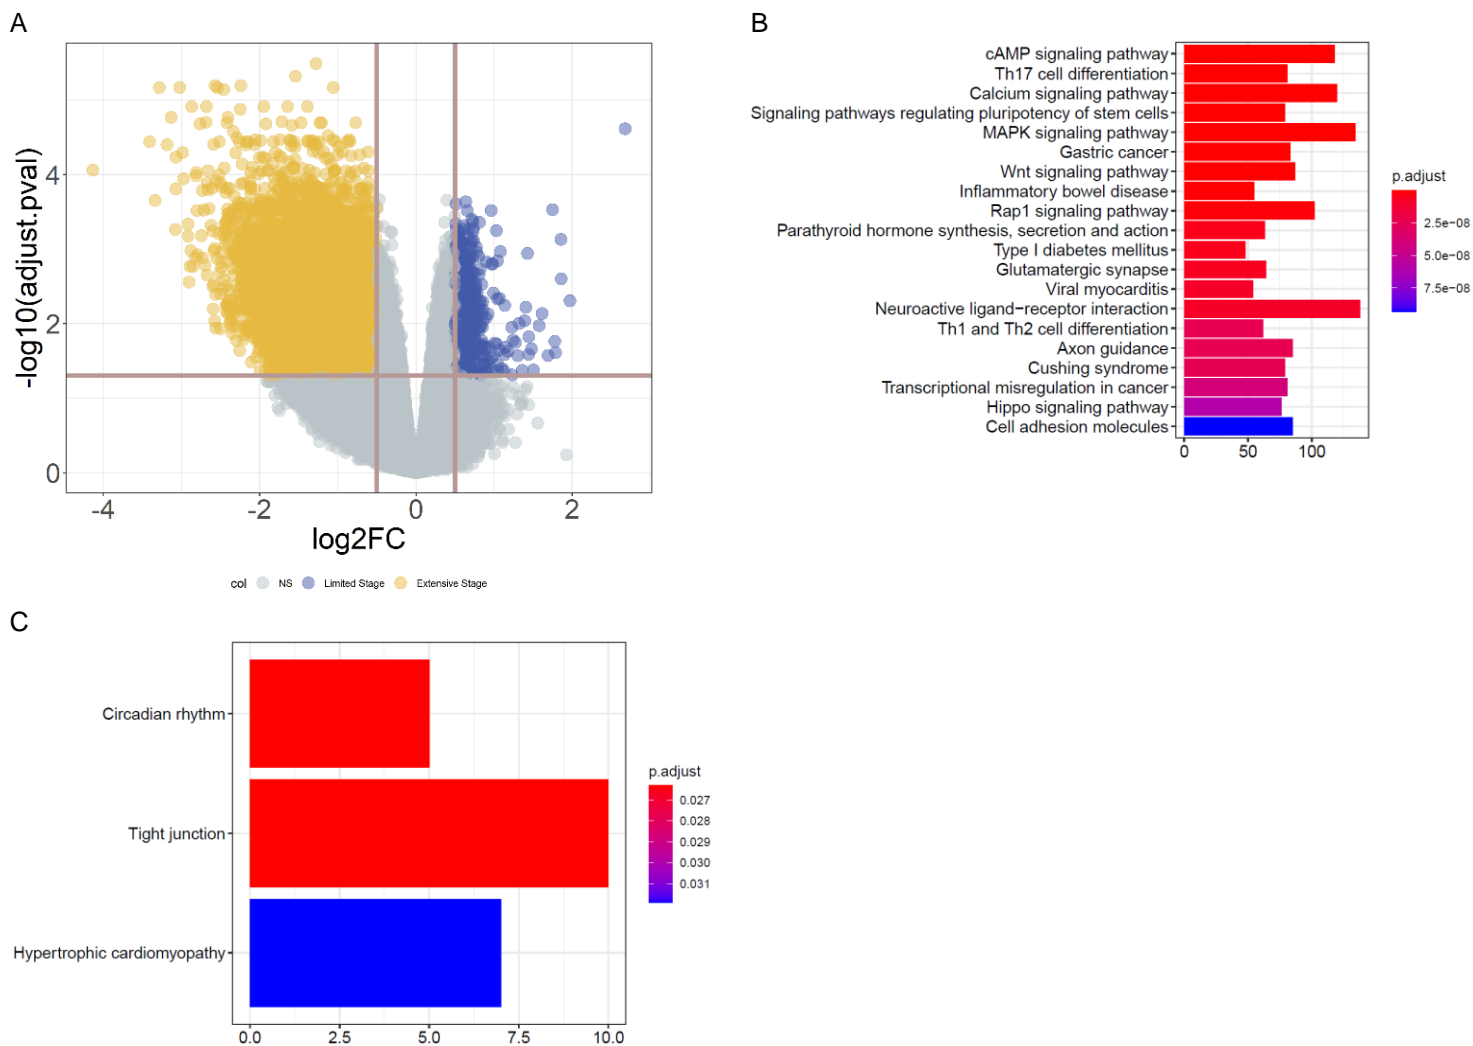 A
-log10(adjust.pval)
4
2
0
-4
-2
0
2
log2FC
col
NS
Limited Stage
Extensive Stage
B
cAMP signaling pathway
Th17 cell differentiation
Calcium signaling pathway
Signaling pathways regulating pluripotency of stem cells
MAPK signaling pathway
Gastric cancer
Wnt signaling pathway
Inflammatory bowel disease
Rap1 signaling pathway
Parathyroid hormone synthesis, secretion and action
Type I diabetes mellitus
Glutamatergic synapse
Viral myocarditis
Neuroactive ligand−receptor interaction
Th1 and Th2 cell differentiation
Axon guidance
Cushing syndrome
Transcriptional misregulation in cancer
Hippo signaling pathway
Cell adhesion molecules
0
50
100
p.adjust
2.5e−08
5.0e−08
7.5e−08
C
Circadian rhythm
Tight junction
Hypertrophic cardiomyopathy
0.0
2.5
5.0
7.5
10.0
p.adjust
0.027
0.028
0.029
0.030
0.031